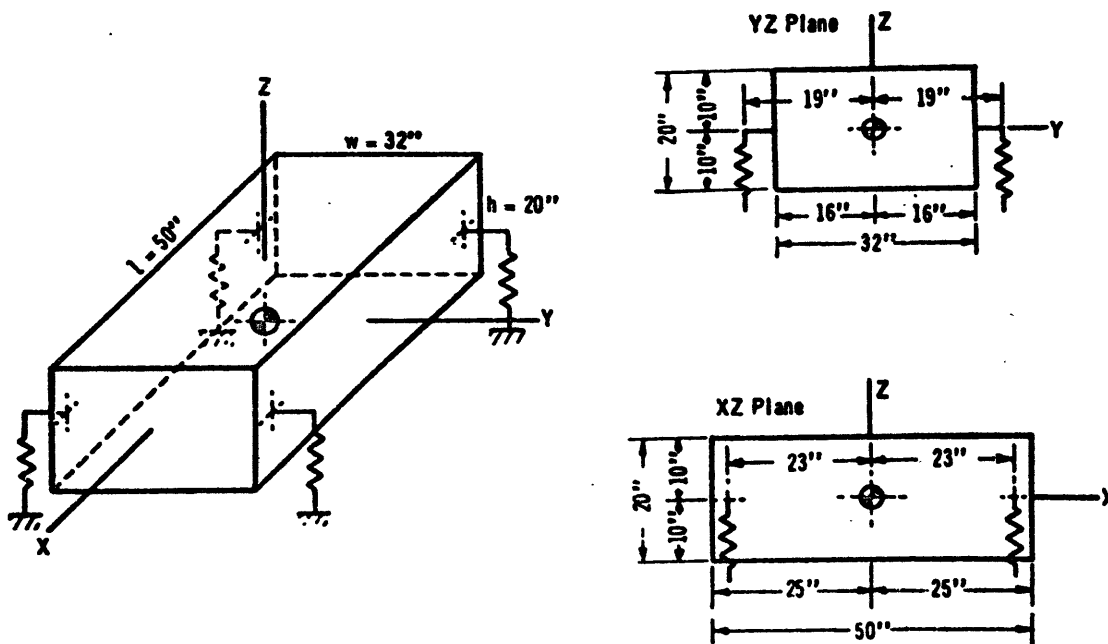 Z
w = 32"
h = 20"
l = 50"
Y
X
YZ Plane
Z
19"
19"
20"
10"
10"
Y
16"
16"
32"
XZ Plane
Z
23"
23"
20"
10"
10"
25"
25"
50"